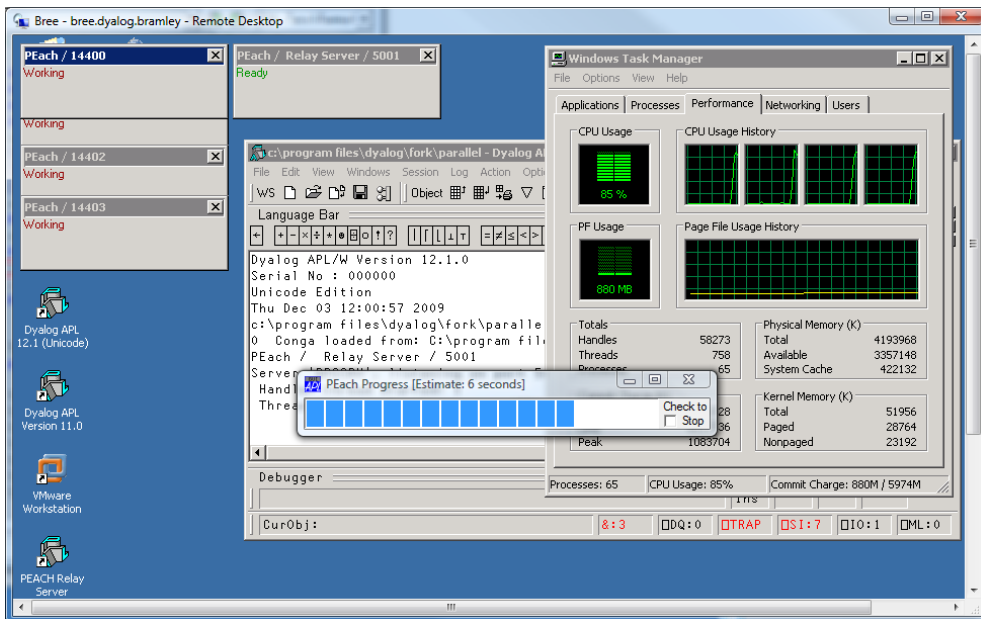 Bree - bree.dyalog.bramley - Remote Desktop
PEach / 14400
Working
Working
PEach / 14402
Working
PEach / 14403
Working
PEach / Relay Server / 5001
Ready
Dyalog APL
12.1 (Unicode)
Dyalog APL
Version 11.0
VMware
Workstation
PEACH Relay
Server
c:\program files\dyalog\fork\parallel - Dyalog A
File Edit View Windows Session Log Action Opti
WS Object
Language Bar
← + - × ÷ * ⍟ ⌹ ○ ! ? | ⌈ ⌊ ⊥ ⊤ = ≠ ≤ < >
Dyalog APL/W Version 12.1.0
Serial No : 000000
Unicode Edition
Thu Dec 03 12:00:57 2009
c:\program files\dyalog\fork\paralle
0 Conga loaded from: C:\program fil
PEach / Relay Server / 5001
Server
Hand
Threa
Debugger
CurObj:
&:3 ⎕DQ:0 ⎕TRAP ⎕SI:7 ⎕IO:1 ⎕ML:0
PEach Progress [Estimate: 6 seconds]
Check to
Stop
Windows Task Manager
File Options View Help
Applications Processes Performance Networking Users
CPU Usage CPU Usage History
85 %
PF Usage Page File Usage History
880 MB
Totals
Handles 58273
Threads 758
Processes 65
Physical Memory (K)
Total 4193968
Available 3357148
System Cache 422132
28
36
Peak 1083704
Kernel Memory (K)
Total 51956
Paged 28764
Nonpaged 23192
Processes: 65 CPU Usage: 85% Commit Charge: 880M / 5974M